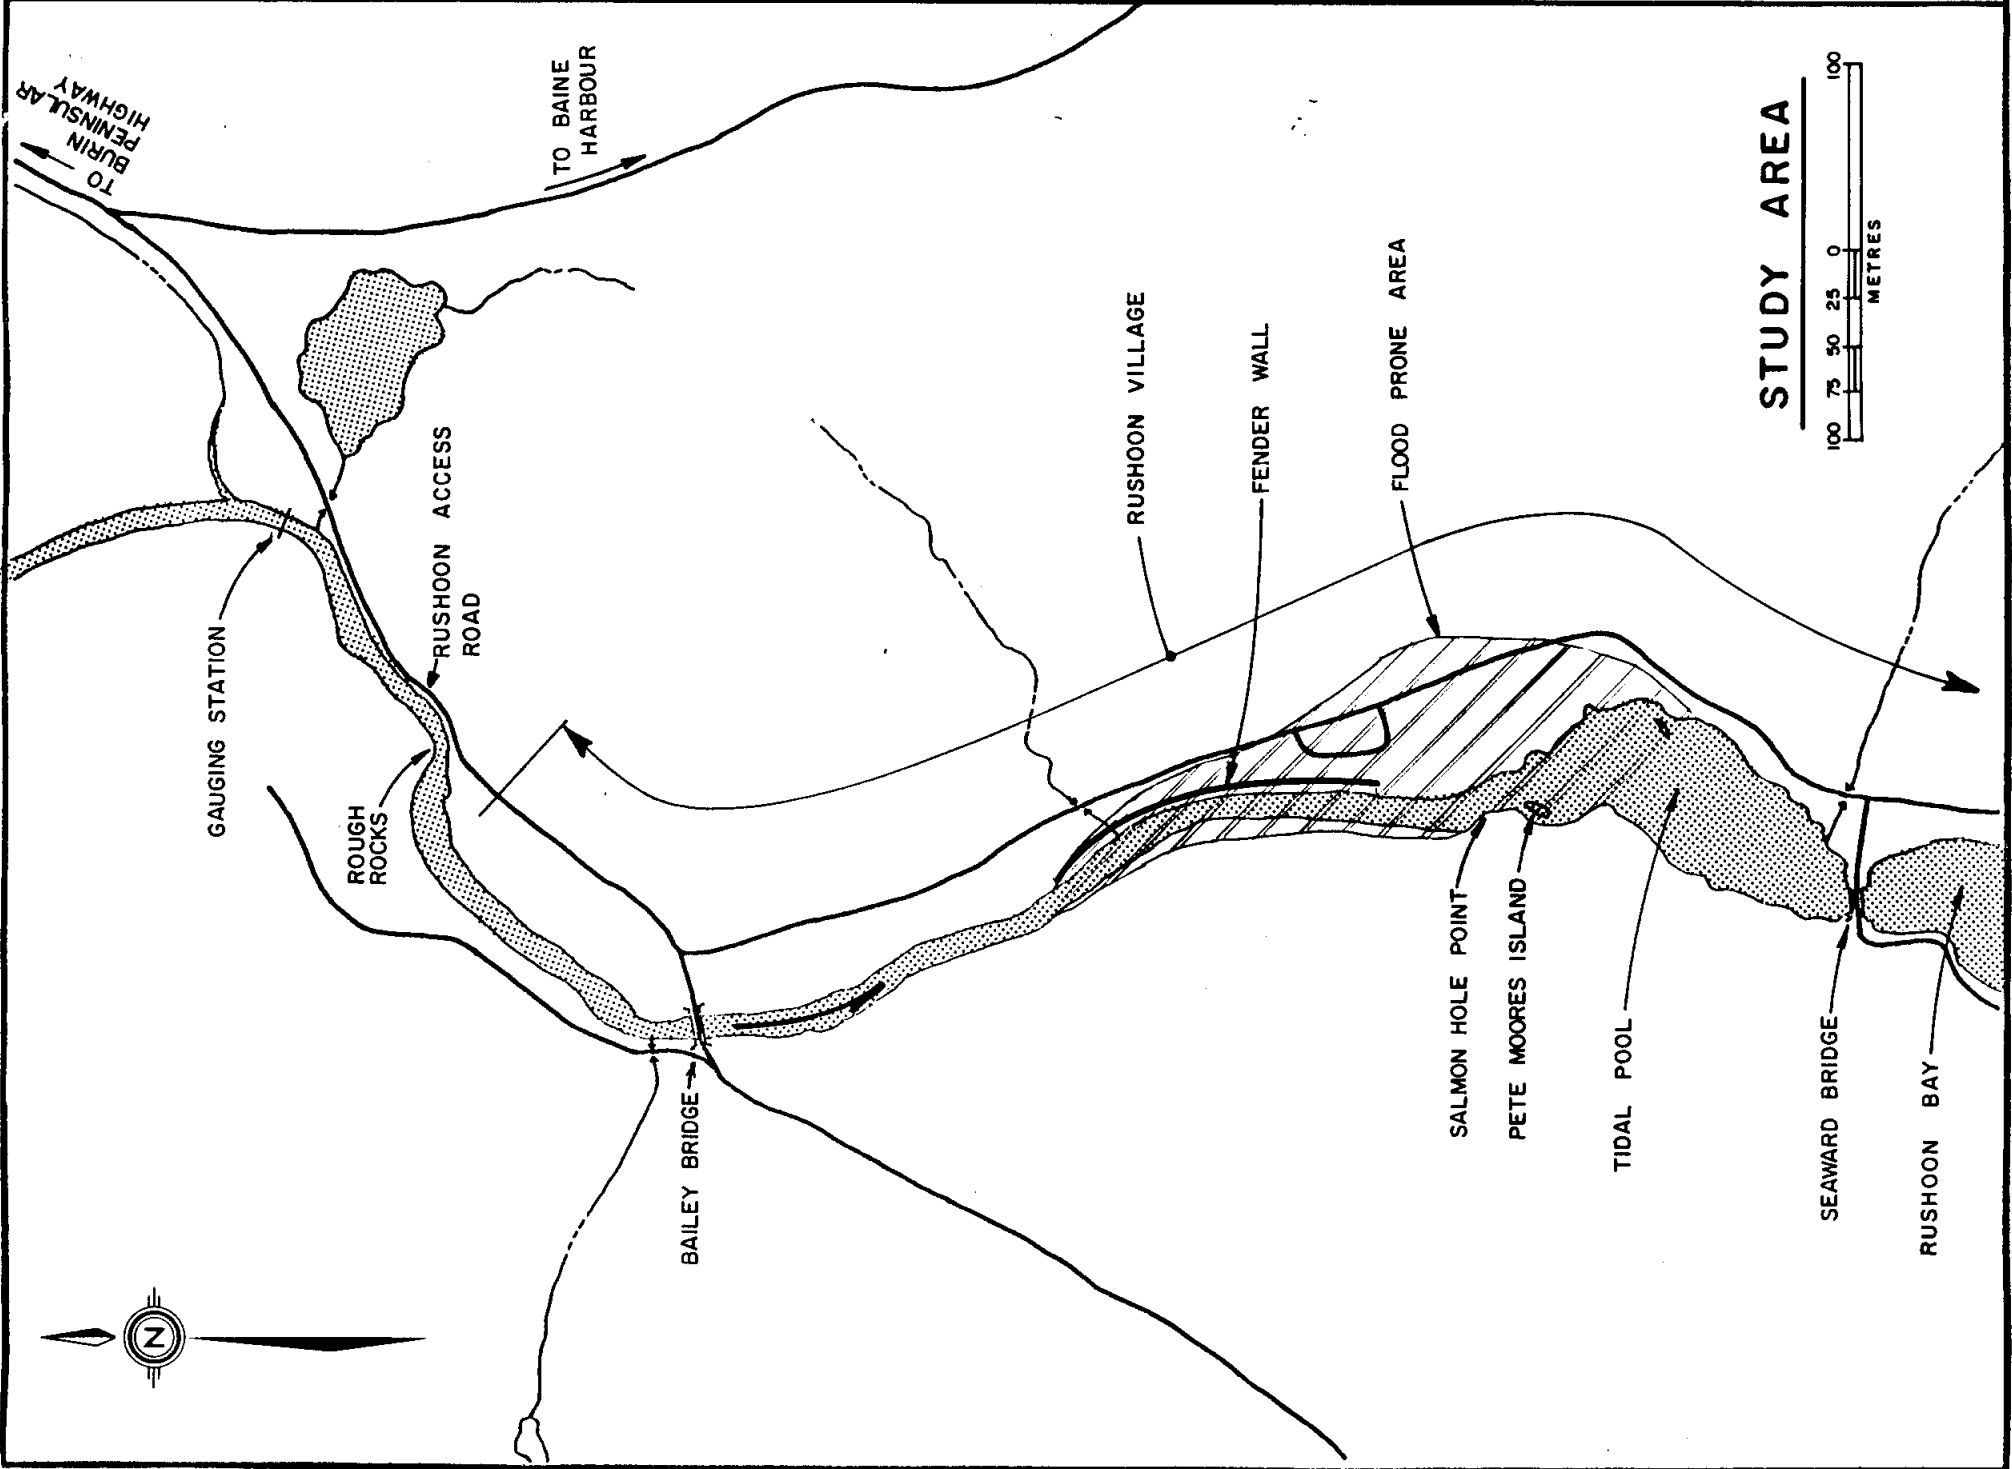 TO
BURIN
PENINSULAR
HIGHWAY
TO BAINE
HARBOUR
GAUGING STATION
RUSHOON ACCESS
ROAD
ROUGH
ROCKS
BAILEY BRIDGE
RUSHOON VILLAGE
FENDER WALL
FLOOD PRONE AREA
SALMON HOLE POINT
PETE MOORES ISLAND
TIDAL POOL
SEAWARD BRIDGE
RUSHOON BAY
N
STUDY AREA
100 75 50 25 0 100
METRES